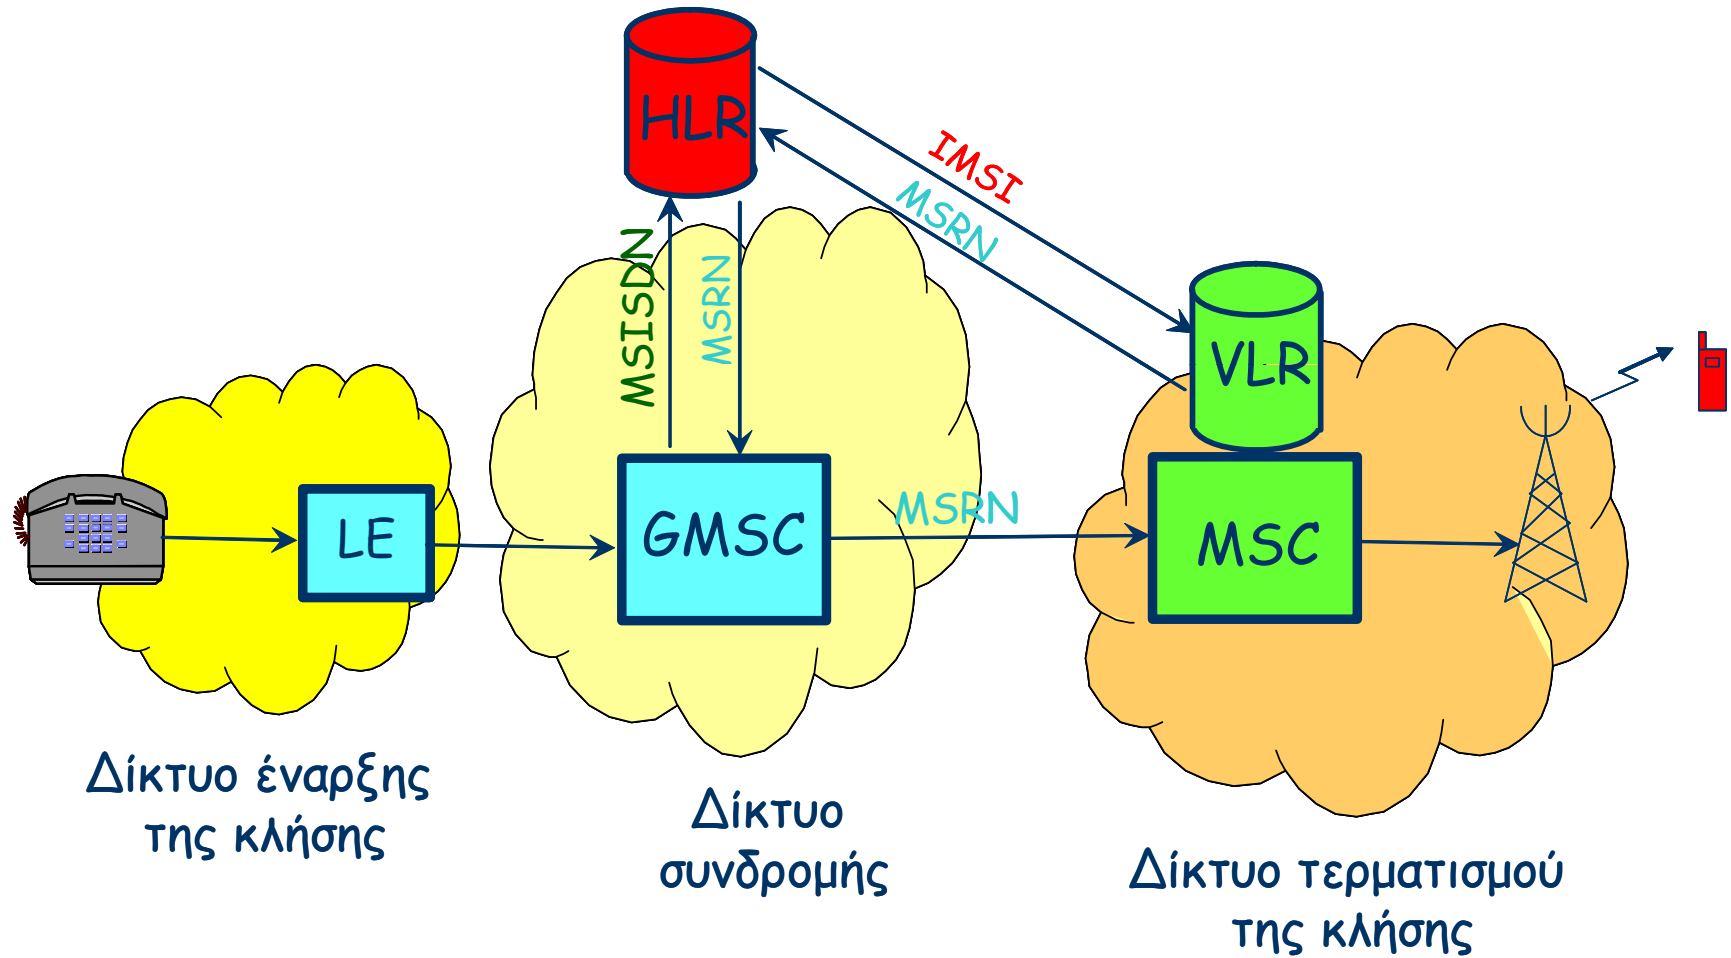 HLR
IMSI
MSRN
MSISDN
MSRN
VLR
LE
GMSC
MSRN
MSC
Δίκτυο έναρξης
της κλήσης
Δίκτυο
συνδρομής
Δίκτυο τερματισμού
της κλήσης